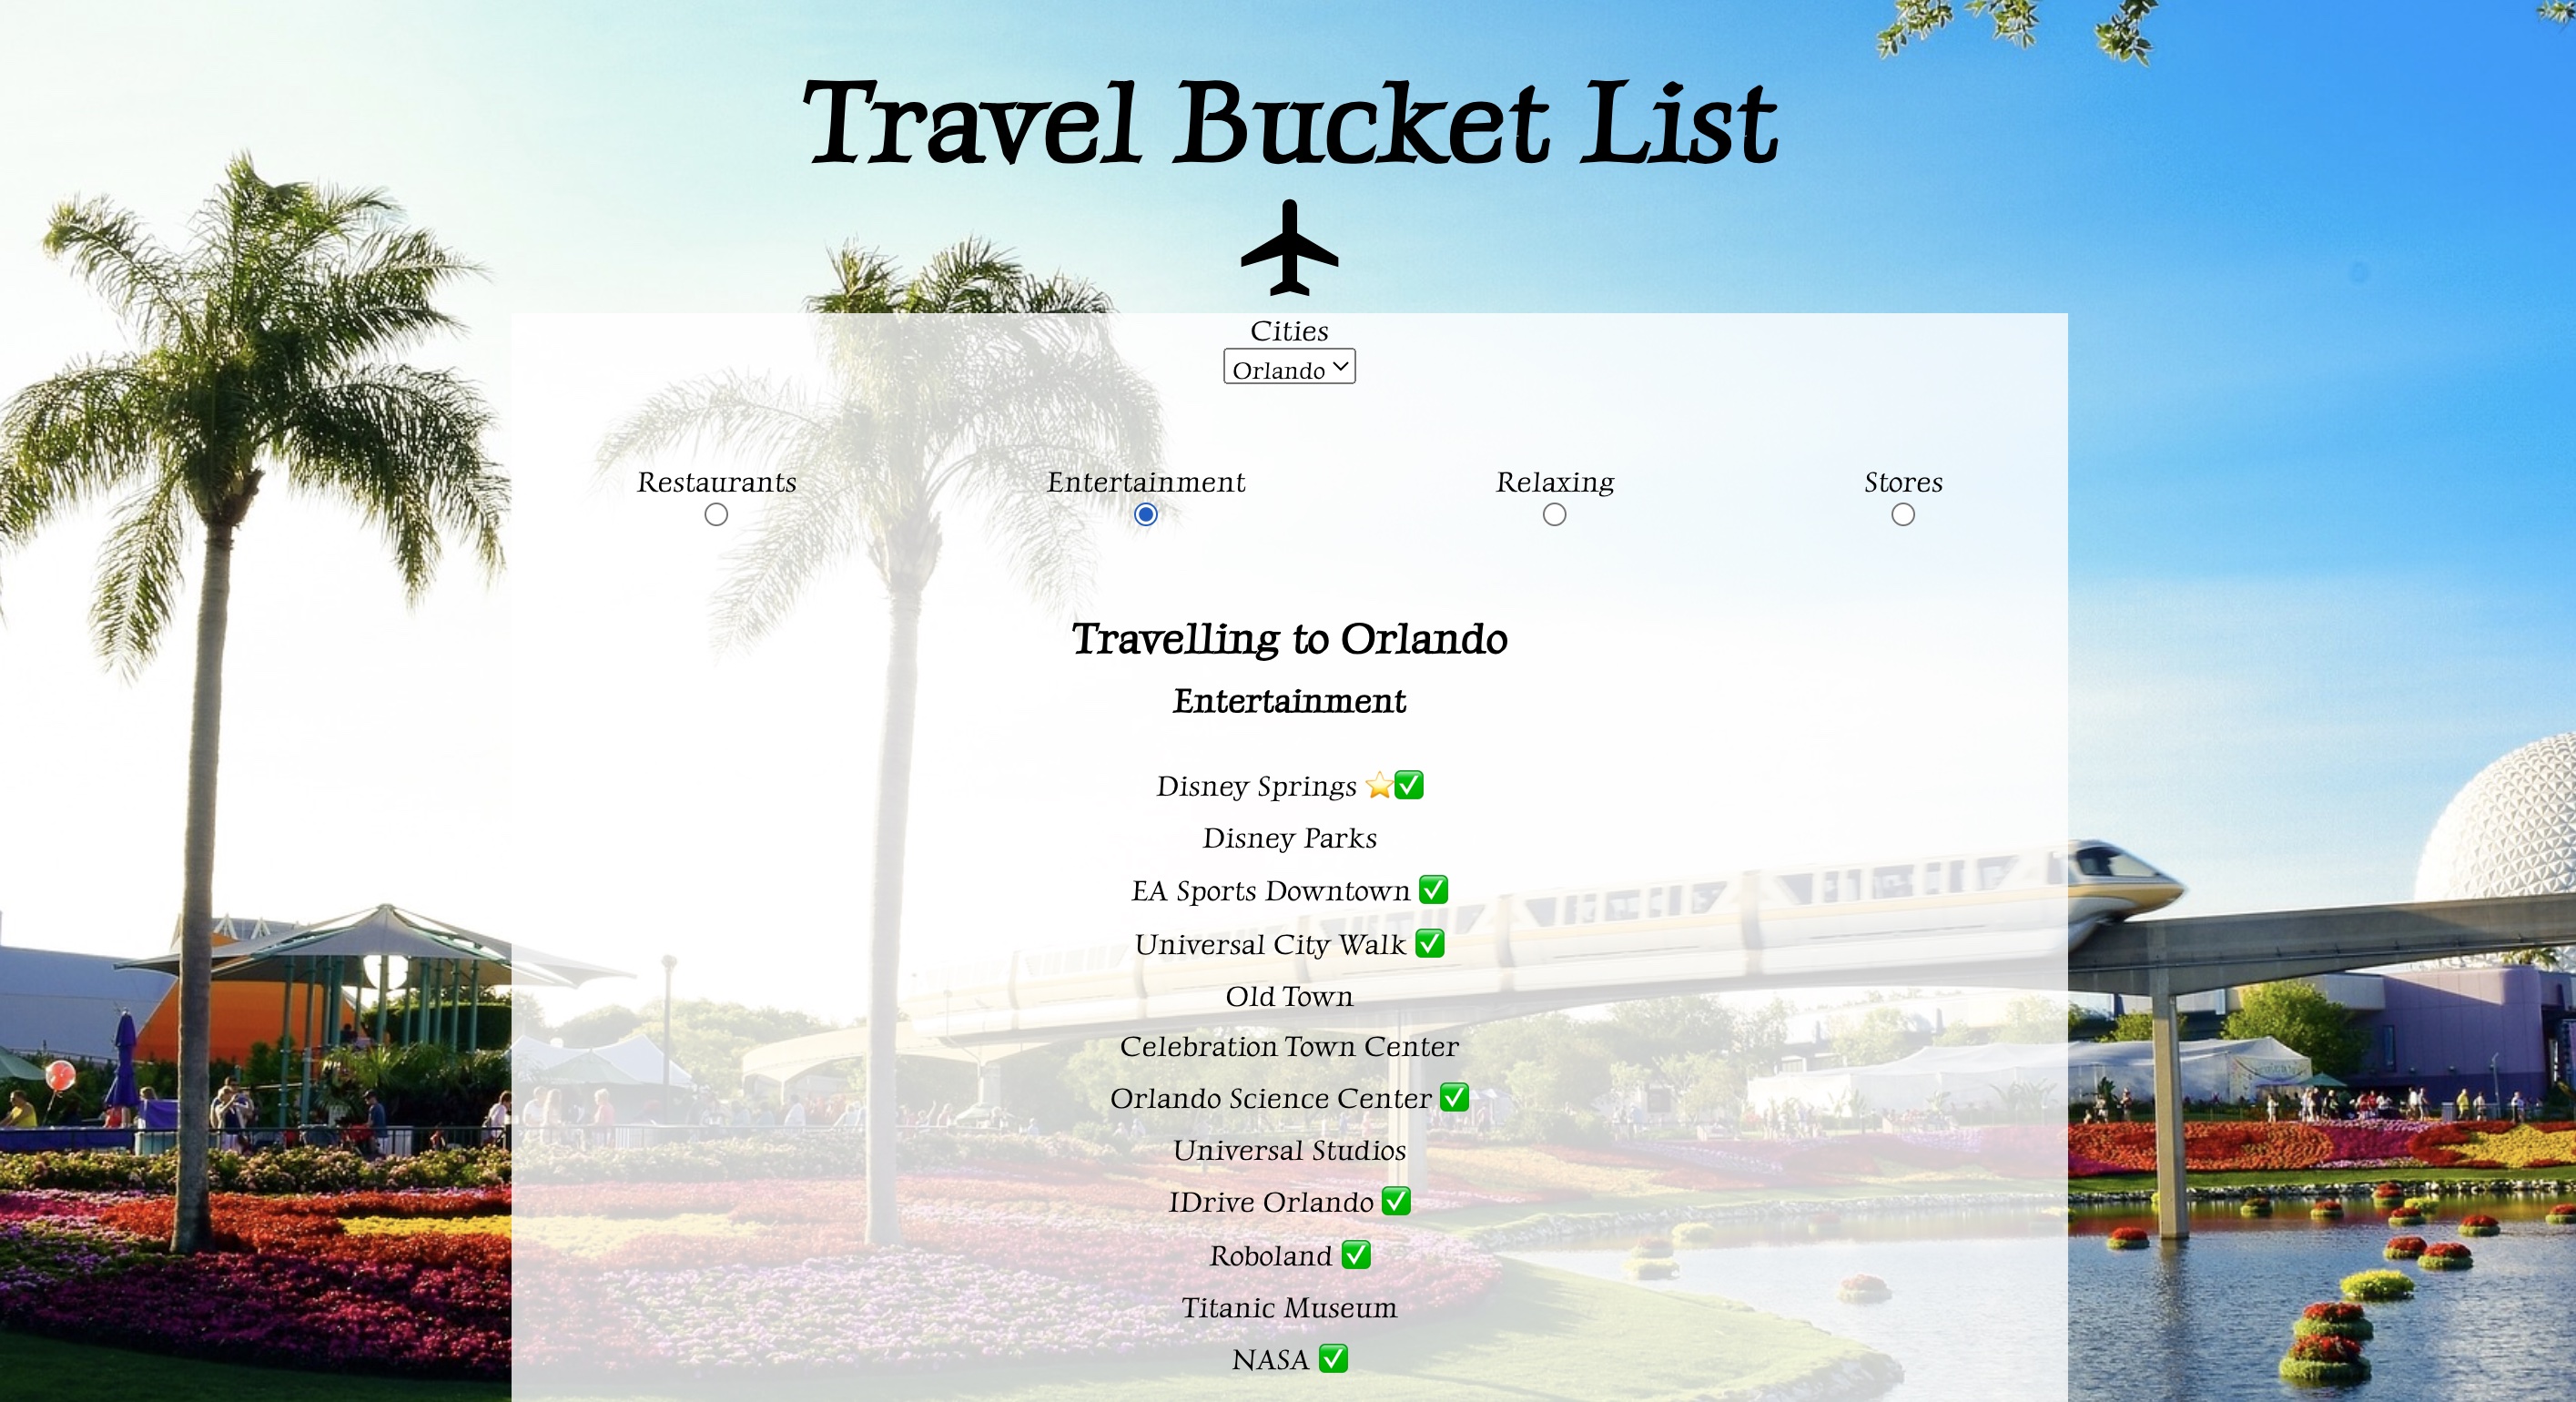 Travel Bucket List
Cities
Orlando
Restaurants Entertainment Relaxing Stores
Travelling to Orlando
Entertainment
Disney Springs ⭐✅
Disney Parks
EA Sports Downtown ✅
Universal City Walk ✅
Old Town
Celebration Town Center
Orlando Science Center ✅
Universal Studios
IDrive Orlando ✅
Roboland ✅
Titanic Museum
NASA ✅